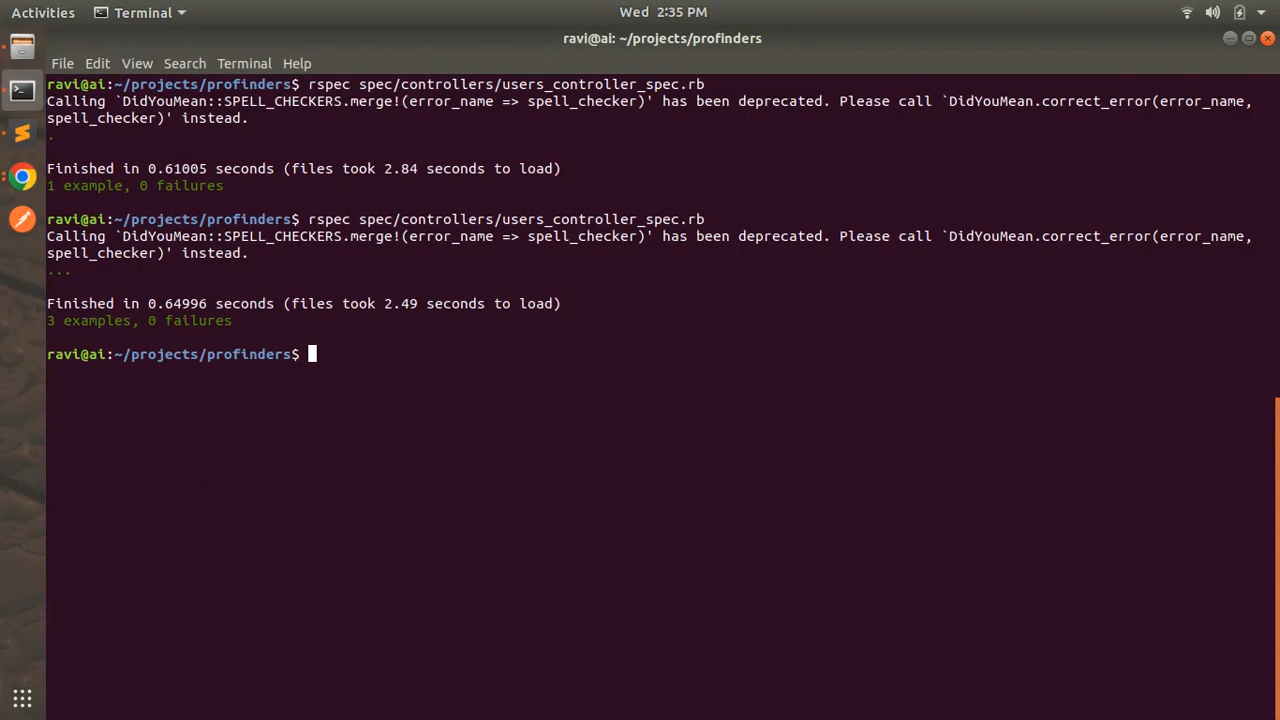 Activities Terminal Wed 2:35 PM
ravi@ai: ~/projects/profinders
File Edit View Search Terminal Help
ravi@ai:~/projects/profinders$ rspec spec/controllers/users_controller_spec.rb
Calling `DidYouMean::SPELL_CHECKERS.merge!(error_name => spell_checker)' has been deprecated. Please call `DidYouMean.correct_error(error_name,
spell_checker)' instead.
.
Finished in 0.61005 seconds (files took 2.84 seconds to load)
1 example, 0 failures
ravi@ai:~/projects/profinders$ rspec spec/controllers/users_controller_spec.rb
Calling `DidYouMean::SPELL_CHECKERS.merge!(error_name => spell_checker)' has been deprecated. Please call `DidYouMean.correct_error(error_name,
spell_checker)' instead.
...
Finished in 0.64996 seconds (files took 2.49 seconds to load)
3 examples, 0 failures
ravi@ai:~/projects/profinders$